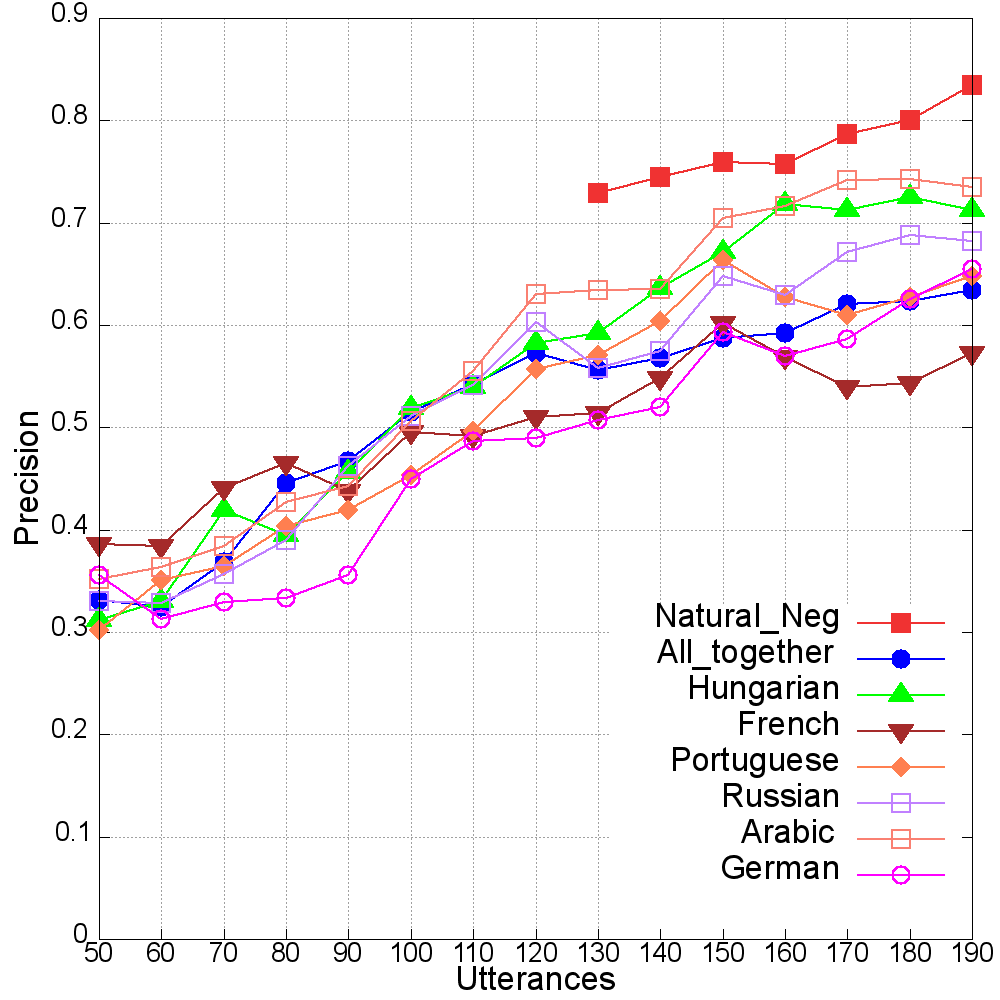 0.9
0.8
0.7
0.6
0.5
0.4
0.3
0.2
0.1
0
Precision
Natural_Neg
All_together
Hungarian
French
Portuguese
Russian
Arabic
German
50 60 70 80 90 100 110 120 130 140 150 160 170 180 190
Utterances